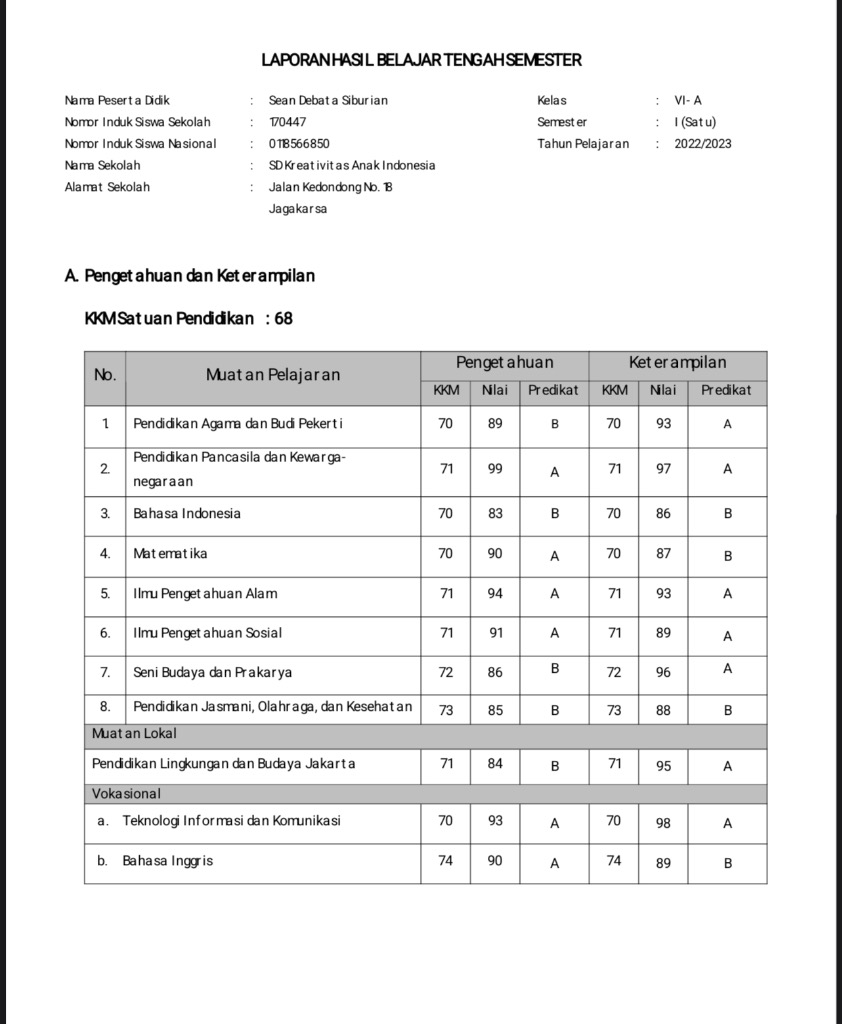 LAPORAN HASIL BELAJAR TENGAH SEMESTER
Nama Peserta Didik : Sean Debata Siburian Kelas : VI- A
Nomor Induk Siswa Sekolah : 170447 Semester : I (Satu)
Nomor Induk Siswa Nasional : 0118566850 Tahun Pelajaran : 2022/2023
Nama Sekolah : SD Kreativitas Anak Indonesia
Alamat Sekolah : Jalan Kedondong No. 18
Jagakarsa
A. Pengetahuan dan Keterampilan
KKM Satuan Pendidikan : 68
No. Muatan Pelajaran Pengetahuan Keterampilan
KKM Nilai Predikat KKM Nilai Predikat
1. Pendidikan Agama dan Budi Pekerti 70 89 B 70 93 A
2. Pendidikan Pancasila dan Kewarga-
negaraan 71 99 A 71 97 A
3. Bahasa Indonesia 70 83 B 70 86 B
4. Matematika 70 90 A 70 87 B
5. Ilmu Pengetahuan Alam 71 94 A 71 93 A
6. Ilmu Pengetahuan Sosial 71 91 A 71 89 A
7. Seni Budaya dan Prakarya 72 86 B 72 96 A
8. Pendidikan Jasmani, Olahraga, dan Kesehatan 73 85 B 73 88 B
Muatan Lokal
Pendidikan Lingkungan dan Budaya Jakarta 71 84 B 71 95 A
Vokasional
a. Teknologi Informasi dan Komunikasi 70 93 A 70 98 A
b. Bahasa Inggris 74 90 A 74 89 B